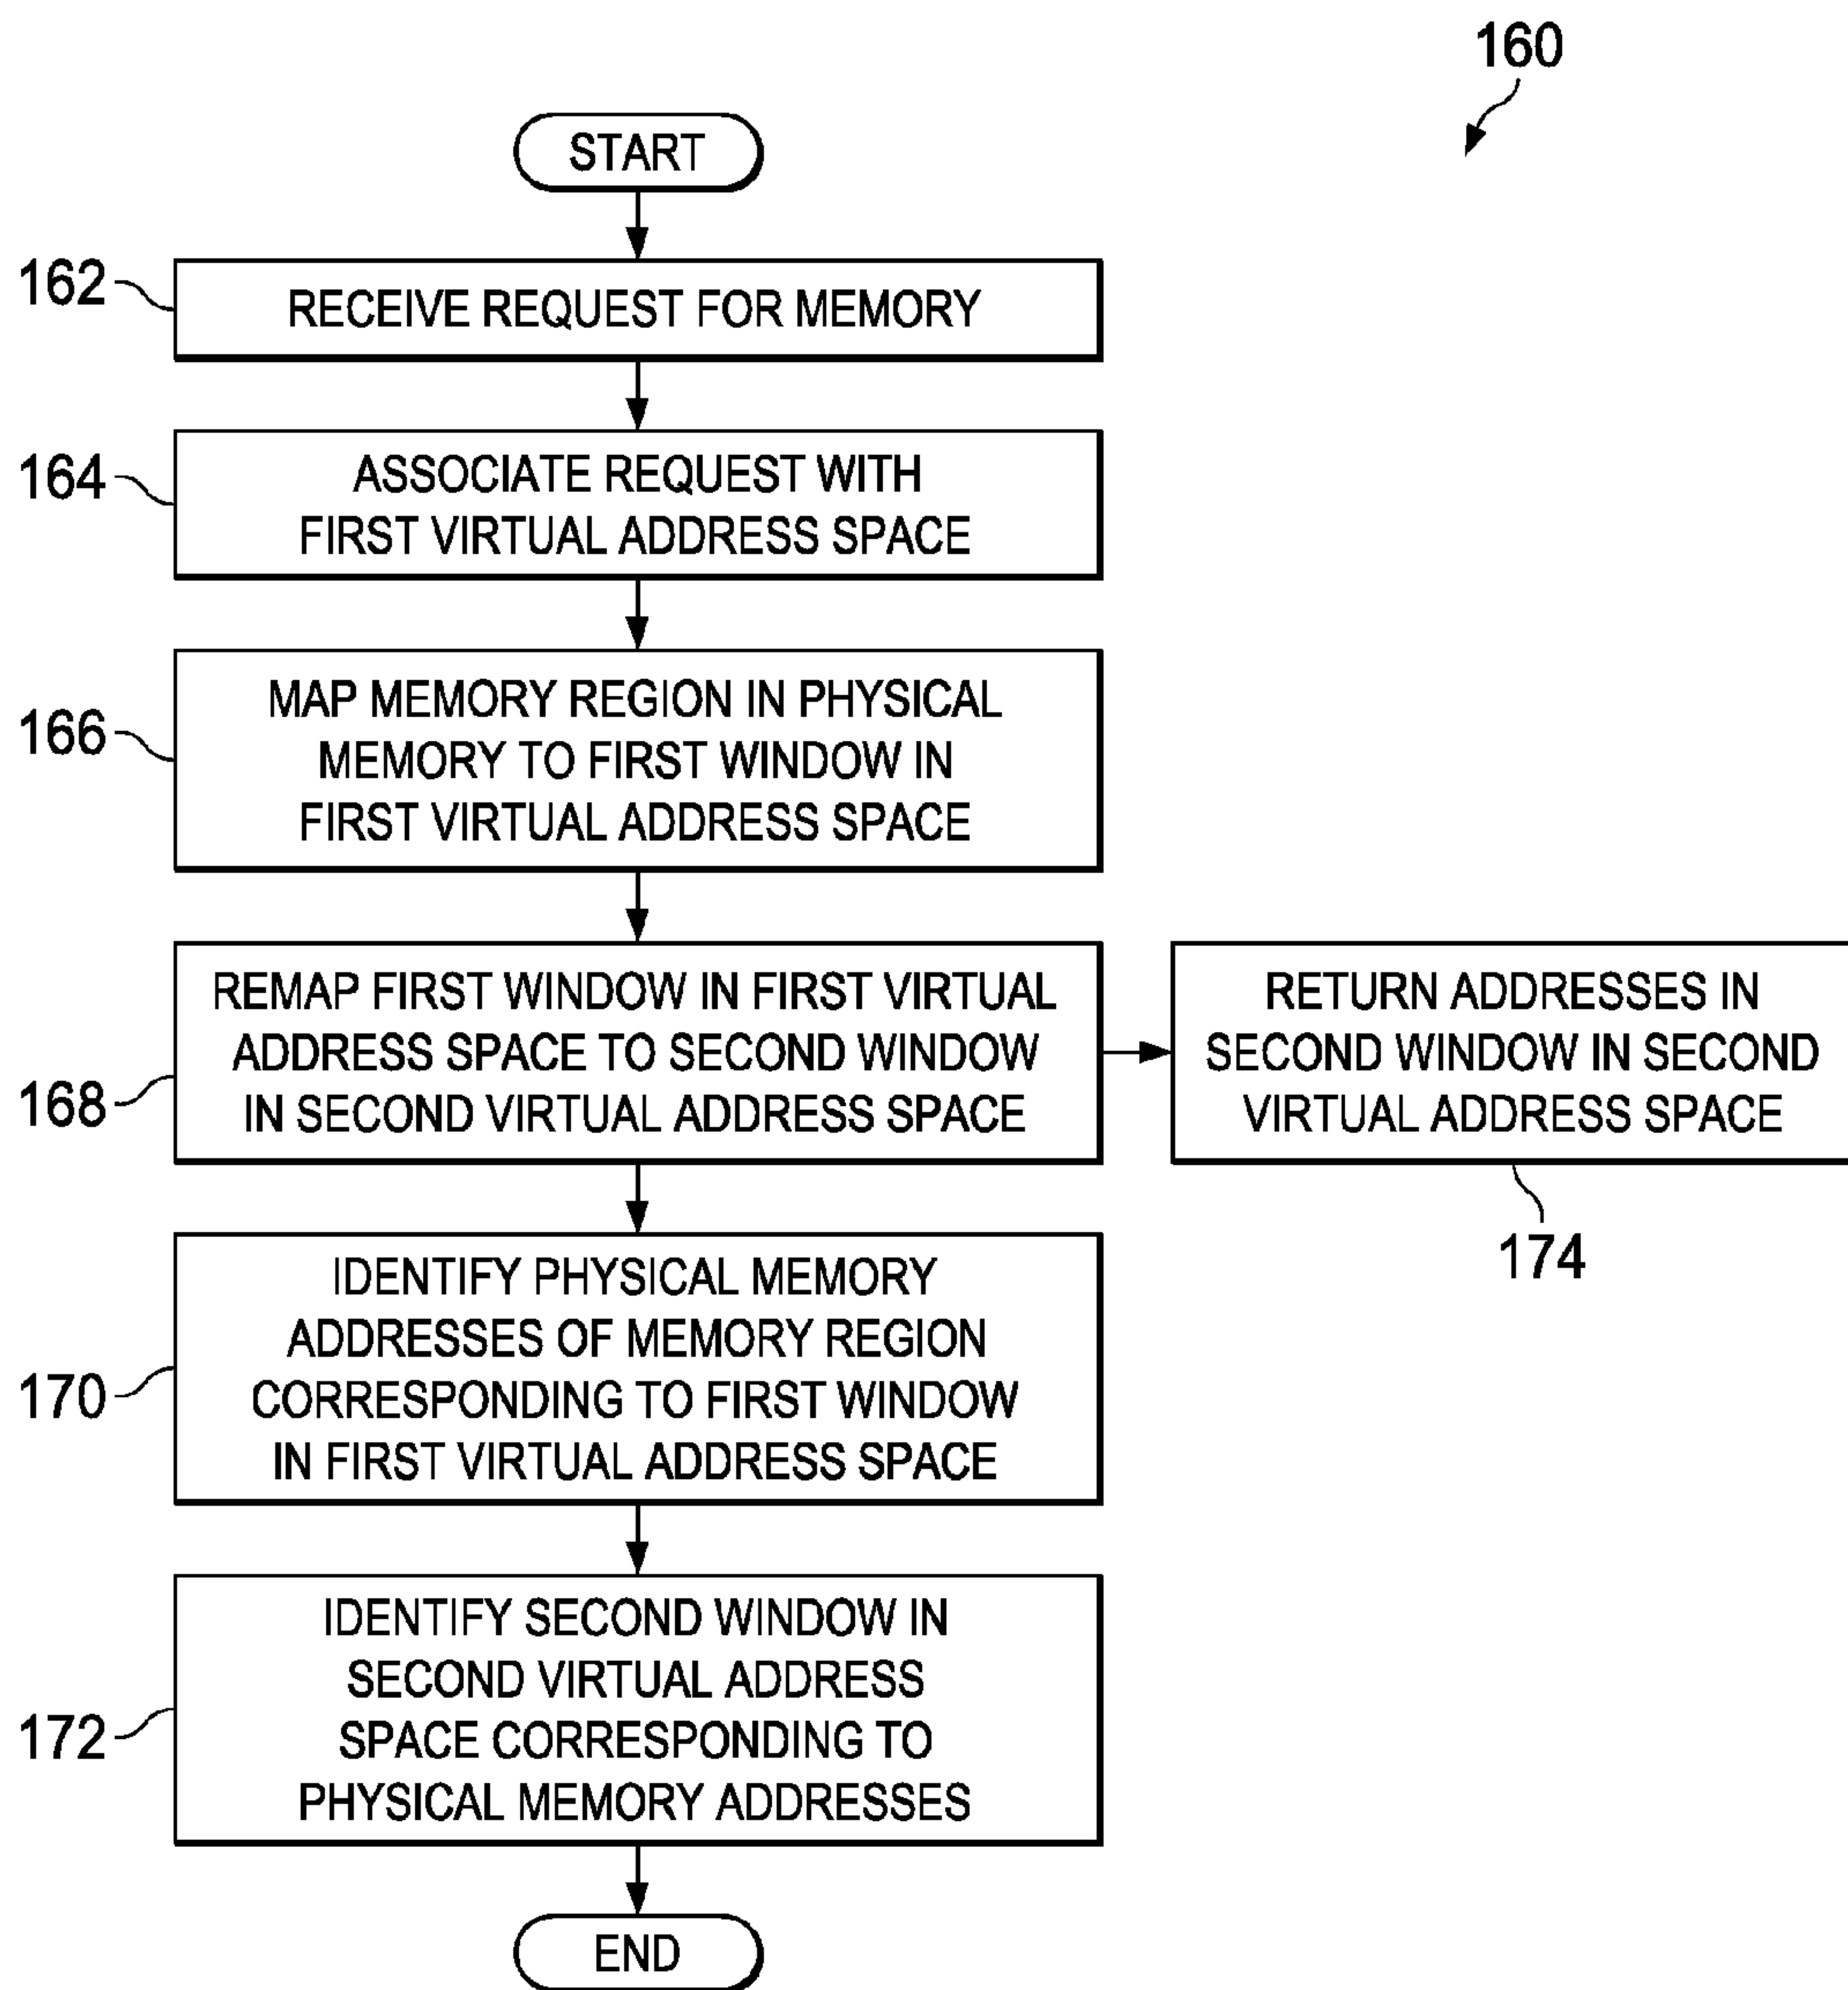 160
START
162
RECEIVE REQUEST FOR MEMORY
164
ASSOCIATE REQUEST WITH
FIRST VIRTUAL ADDRESS SPACE
166
MAP MEMORY REGION IN PHYSICAL
MEMORY TO FIRST WINDOW IN
FIRST VIRTUAL ADDRESS SPACE
168
REMAP FIRST WINDOW IN FIRST VIRTUAL
ADDRESS SPACE TO SECOND WINDOW
IN SECOND VIRTUAL ADDRESS SPACE
RETURN ADDRESSES IN
SECOND WINDOW IN SECOND
VIRTUAL ADDRESS SPACE
174
170
IDENTIFY PHYSICAL MEMORY
ADDRESSES OF MEMORY REGION
CORRESPONDING TO FIRST WINDOW
IN FIRST VIRTUAL ADDRESS SPACE
172
IDENTIFY SECOND WINDOW IN
SECOND VIRTUAL ADDRESS
SPACE CORRESPONDING TO
PHYSICAL MEMORY ADDRESSES
END